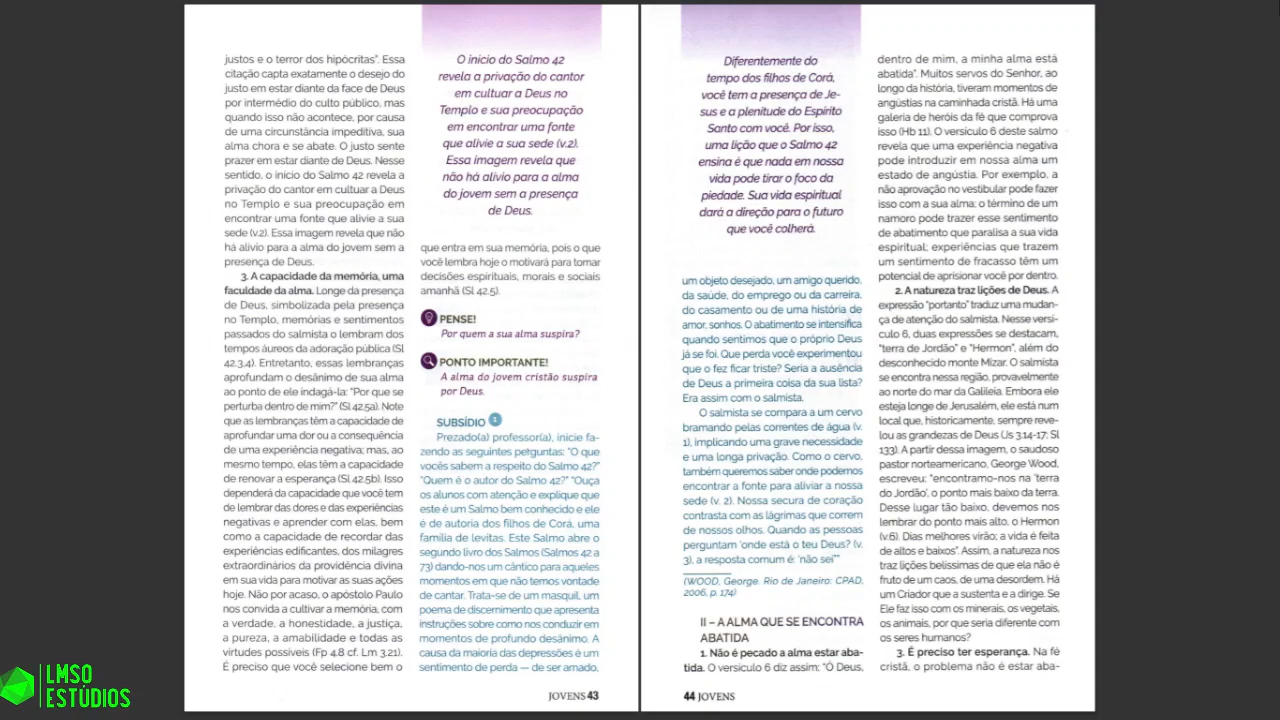 justos e o terror dos hipócritas". Essa
citação capta exatamente o desejo do
justo em estar diante da face de Deus
por intermédio do culto público, mas
quando isso não acontece, por causa
de uma circunstância impeditiva, sua
alma chora e se abate. O justo sente
prazer em estar diante de Deus. Nesse
sentido, o início do Salmo 42 revela a
privação do cantor em cultuar a Deus
no Templo e sua preocupação em
encontrar uma fonte que alivie a sua
sede (v.2). Essa imagem revela que não
há alívio para a alma do jovem sem a
presença de Deus.
3. A capacidade da memória, uma
faculdade da alma. Longe da presença
de Deus, simbolizada pela presença
no Templo, memórias e sentimentos
passados do salmista o lembram dos
tempos áureos da adoração pública (Sl
42.3,4). Entretanto, essas lembranças
aprofundam o desânimo de sua alma
ao ponto de ele indagá-la: "Por que se
perturba dentro de mim?" (Sl 42.5a). Note
que as lembranças têm a capacidade de
aprofundar uma dor ou a consequência
de uma experiência negativa; mas, ao
mesmo tempo, elas têm a capacidade
de renovar a esperança (Sl 42.5b). Isso
dependerá da capacidade que você tem
de lembrar das dores e das experiências
negativas e aprender com elas, bem
como a capacidade de recordar das
experiências edificantes, dos milagres
extraordinários da providência divina
em sua vida para motivar as suas ações
hoje. Não por acaso, o apóstolo Paulo
nos convida a cultivar a memória, com
a verdade, a honestidade, a justiça,
a pureza, a amabilidade e todas as
virtudes possíveis (Fp 4.8 cf. Lm 3.21).
É preciso que você selecione bem o
O início do Salmo 42
revela a privação do cantor
em cultuar a Deus no
Templo e sua preocupação
em encontrar uma fonte
que alivie a sua sede (v.2).
Essa imagem revela que
não há alívio para a alma
do jovem sem a presença
de Deus.
que entra em sua memória, pois o que
você lembra hoje o motivará para tomar
decisões espirituais, morais e sociais
amanhã (Sl 42.5).
PENSE!
Por quem a sua alma suspira?
PONTO IMPORTANTE!
A alma do jovem cristão suspira
por Deus.
SUBSÍDIO 1
Prezado(a) professor(a), inicie fa-
zendo as seguintes perguntas: "O que
vocês sabem a respeito do Salmo 42?"
"Quem é o autor do Salmo 42?" "Ouça
os alunos com atenção e explique que
este é um Salmo bem conhecido e ele
é de autoria dos filhos de Corá, uma
família de levitas. Este Salmo abre o
segundo livro dos Salmos (Salmos 42 a
73) dando-nos um cântico para aqueles
momentos em que não temos vontade
de cantar. Trata-se de um masquil, um
poema de discernimento que apresenta
instruções sobre como nos conduzir em
momentos de profundo desânimo. A
causa da maioria das depressões é um
sentimento de perda — de ser amado,
JOVENS 43
Diferentemente do
tempo dos filhos de Corá,
você tem a presença de Je-
sus e a plenitude do Espírito
Santo com você. Por isso,
uma lição que o Salmo 42
ensina é que nada em nossa
vida pode tirar o foco da
piedade. Sua vida espiritual
dará a direção para o futuro
que você colherá.
um objeto desejado, um amigo querido,
da saúde, do emprego ou da carreira,
do casamento ou de uma história de
amor, sonhos. O abatimento se intensifica
quando sentimos que o próprio Deus
já se foi. Que perda você experimentou
que o fez ficar triste? Seria a ausência
de Deus a primeira coisa da sua lista?
Era assim com o salmista.
O salmista se compara a um cervo
bramando pelas correntes de água (v.
1), implicando uma grave necessidade
e uma longa privação. Como o cervo,
também queremos saber onde podemos
encontrar a fonte para aliviar a nossa
sede (v. 2). Nossa secura de coração
contrasta com as lágrimas que correm
de nossos olhos. Quando as pessoas
perguntam 'onde está o teu Deus? (v.
3), a resposta comum é: 'não sei'"
(WOOD, George. Rio de Janeiro: CPAD,
2006, p. 174)
II – A ALMA QUE SE ENCONTRA
ABATIDA
1. Não é pecado a alma estar aba-
tida. O versículo 6 diz assim: "Ó Deus,
dentro de mim, a minha alma está
abatida". Muitos servos do Senhor, ao
longo da história, tiveram momentos de
angústias na caminhada cristã. Há uma
galeria de heróis da fé que comprova
isso (Hb 11). O versículo 6 deste salmo
revela que uma experiência negativa
pode introduzir em nossa alma um
estado de angústia. Por exemplo, a
não aprovação no vestibular pode fazer
isso com a sua alma; o término de um
namoro pode trazer esse sentimento
de abatimento que paralisa a sua vida
espiritual; experiências que trazem
um sentimento de fracasso têm um
potencial de aprisionar você por dentro.
2. A natureza traz lições de Deus. A
expressão "portanto" traduz uma mudan-
ça de atenção do salmista. Nesse versí-
culo 6, duas expressões se destacam,
"terra de Jordão" e "Hermon", além do
desconhecido monte Mizar. O salmista
se encontra nessa região, provavelmente
ao norte do mar da Galileia. Embora ele
esteja longe de Jerusalém, ele está num
local que, historicamente, sempre reve-
lou as grandezas de Deus (Js 3.14-17; Sl
133). A partir dessa imagem, o saudoso
pastor norteamericano, George Wood,
escreveu: "encontramo-nos na 'terra
do Jordão', o ponto mais baixo da terra.
Desse lugar tão baixo, devemos nos
lembrar do ponto mais alto, o Hermon
(v.6). Dias melhores virão; a vida é feita
de altos e baixos". Assim, a natureza nos
traz lições belíssimas de que ela não é
fruto de um caos, de uma desordem. Há
um Criador que a sustenta e a dirige. Se
Ele faz isso com os minerais, os vegetais,
os animais, por que seria diferente com
os seres humanos?
3. É preciso ter esperança. Na fé
cristã, o problema não é estar aba-
44 JOVENS
LMSO
ESTÚDIOS